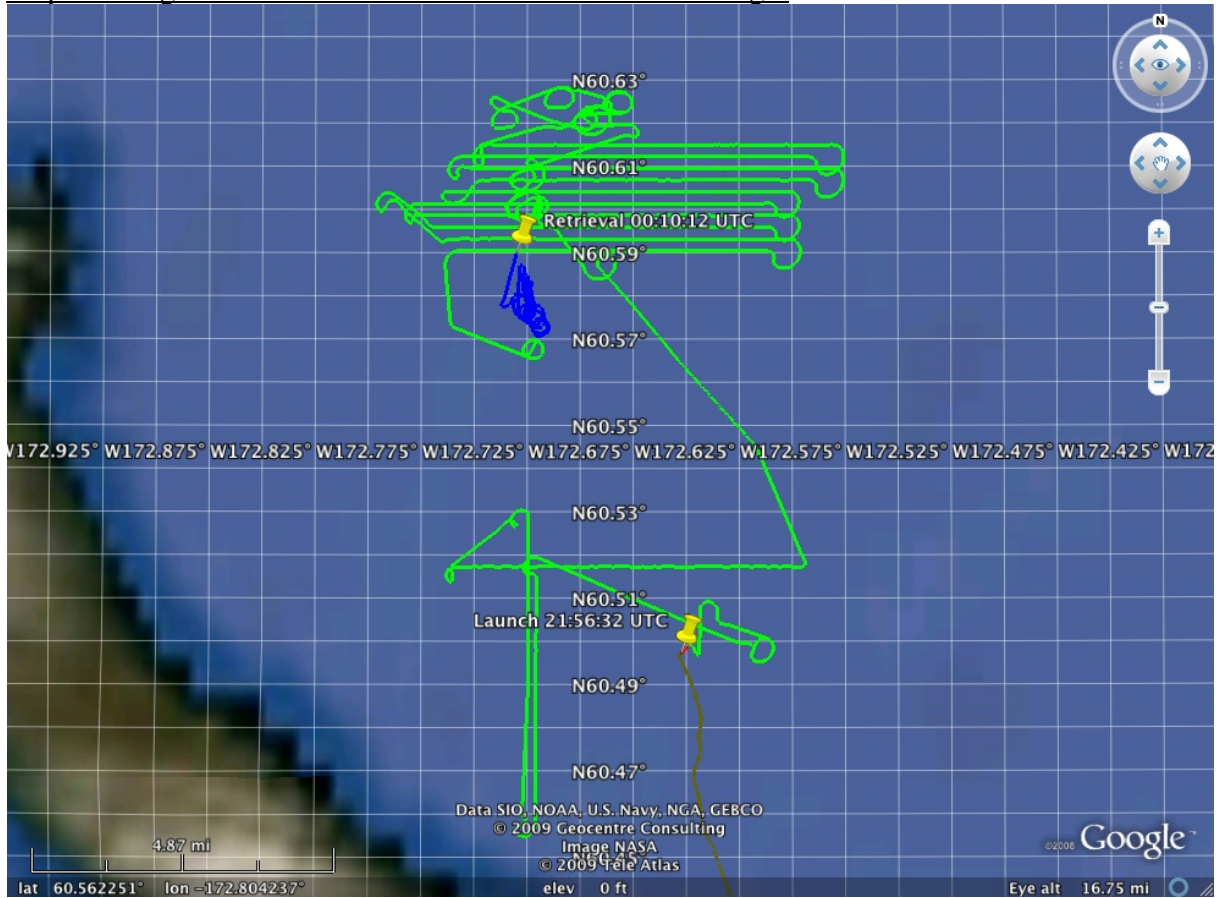 N
N60.63°
N60.61°
Retrieval 00:10:12 UTC
N60.59°
N60.57°
N60.55°
W172.925° W172.875° W172.825° W172.775° W172.725° W172.675° W172.625° W172.575° W172.525° W172.475° W172.425° W172
N60.53°
N60.51°
Launch 21:56:32 UTC
N60.49°
N60.47°
Data SIO, NOAA, U.S. Navy, NGA, GEBCO
© 2009 Geocentre Consulting
Image NASA
© 2009 Tele Atlas
N60.45°
4.87 mi
©2008 Google
lat 60.562251° lon -172.804237° elev 0 ft Eye alt 16.75 mi